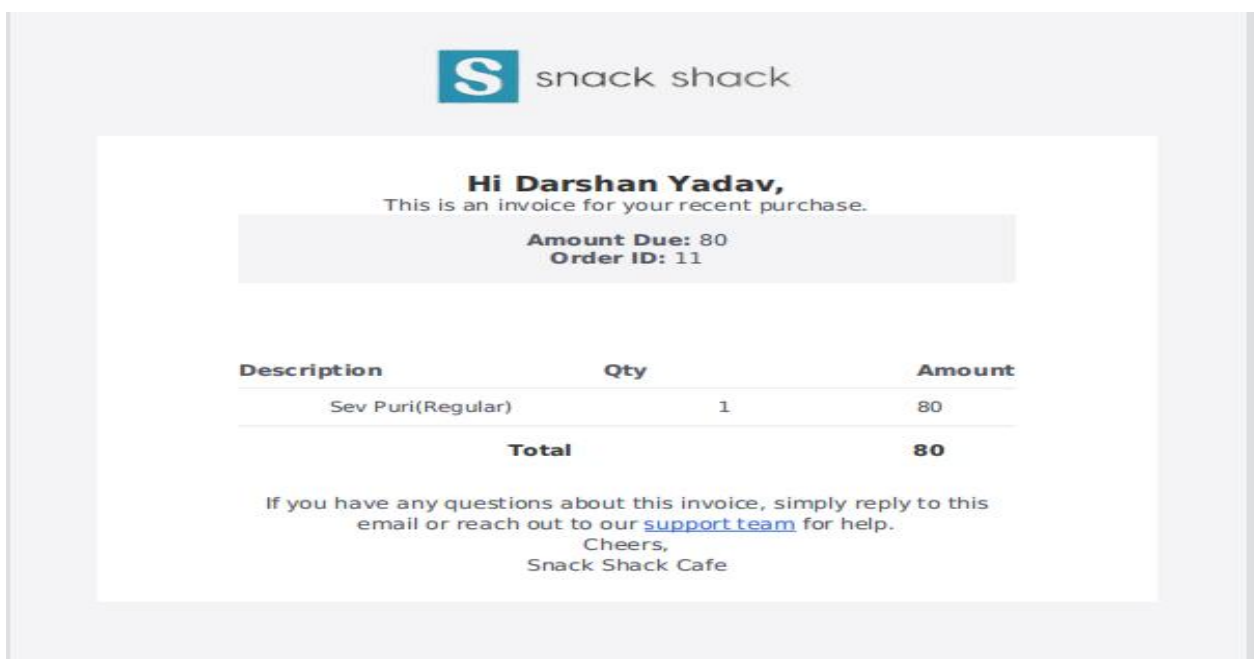 S snack shack
Hi Darshan Yadav,
This is an invoice for your recent purchase.
Amount Due: 80
Order ID: 11
Description Qty Amount
Sev Puri(Regular) 1 80
Total 80
If you have any questions about this invoice, simply reply to this
email or reach out to our support team for help.
Cheers,
Snack Shack Cafe